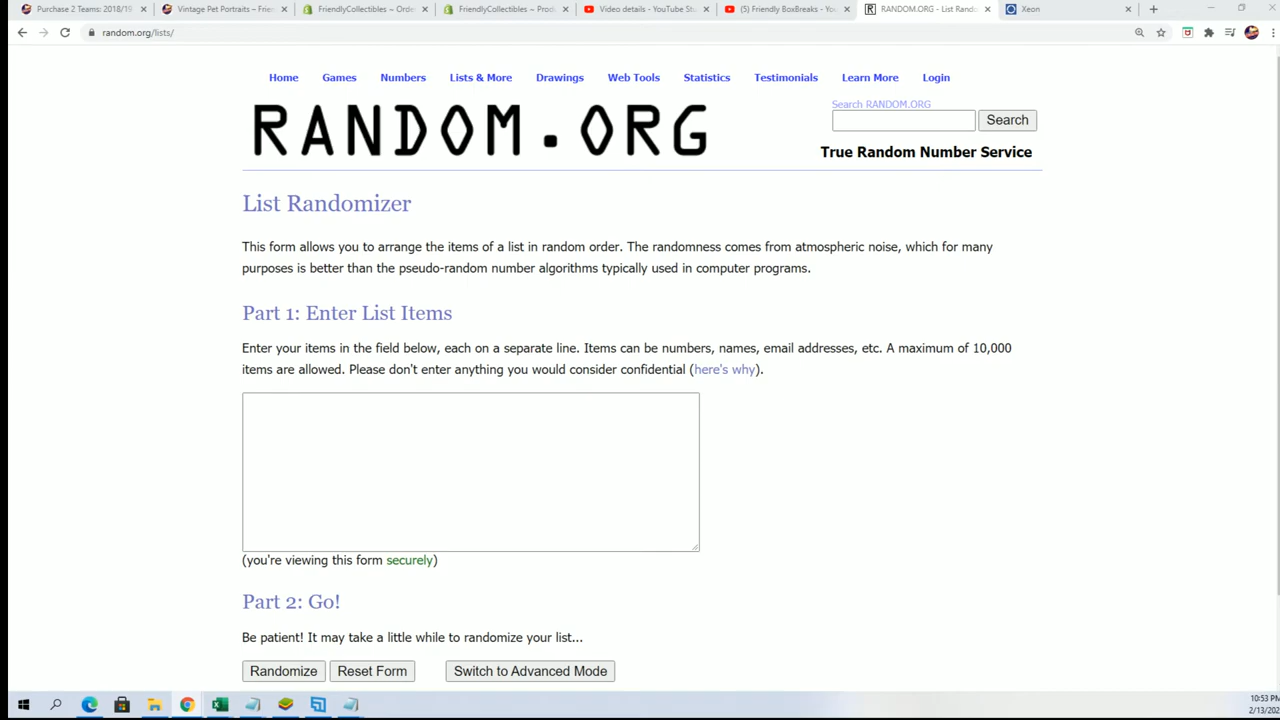 Purchase 2 Teams: 2018/19
Vintage Pet Portraits ~ Frien
FriendlyCollectibles ~ Orde
FriendlyCollectibles ~ Prod
Video details - YouTube Stu
(5) Friendly BoxBreaks - You
RANDOM.ORG - List Rando
Xeon
random.org/lists/
Home Games Numbers Lists & More Drawings Web Tools Statistics Testimonials Learn More Login
RANDOM.ORG
Search RANDOM.ORG
Search
True Random Number Service
List Randomizer
This form allows you to arrange the items of a list in random order. The randomness comes from atmospheric noise, which for many
purposes is better than the pseudo-random number algorithms typically used in computer programs.
Part 1: Enter List Items
Enter your items in the field below, each on a separate line. Items can be numbers, names, email addresses, etc. A maximum of 10,000
items are allowed. Please don't enter anything you would consider confidential (here's why).
(you're viewing this form securely)
Part 2: Go!
Be patient! It may take a little while to randomize your list...
Randomize Reset Form Switch to Advanced Mode
10:53 PM
2/13/202